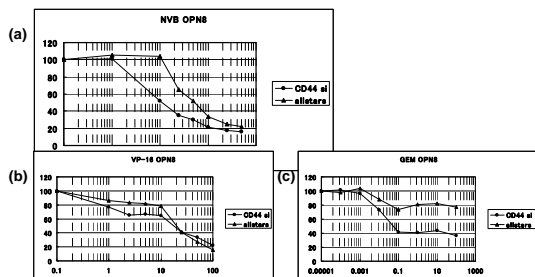 NVB OPN8
(a)
120
100
80
60
40
20
0
CD44 si
allstars
(b)
VP-16 OPN8
120
100
80
60
40
20
0
0.1
1
10
100
CD44 si
allstars
(c)
GEM OPN8
120
100
80
60
40
20
0
0.00001
0.001
0.1
10
1000
CD44 si
allstars